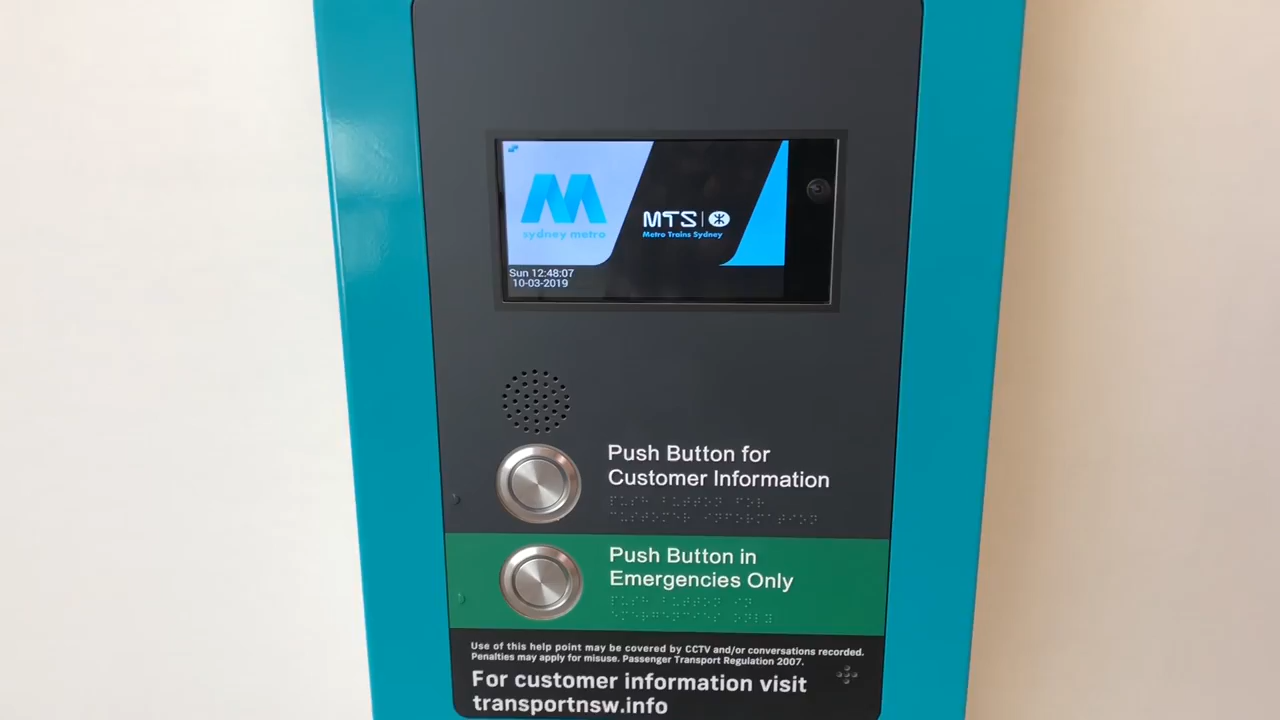 sydney metro
MTS
Metro Trains Sydney
Sun 12:48:07
10-03-2019
Push Button for
Customer Information
Push Button in
Emergencies Only
Use of this help point may be covered by CCTV and/or conversations recorded.
Penalties may apply for misuse. Passenger Transport Regulation 2007.
For customer information visit
transportnsw.info